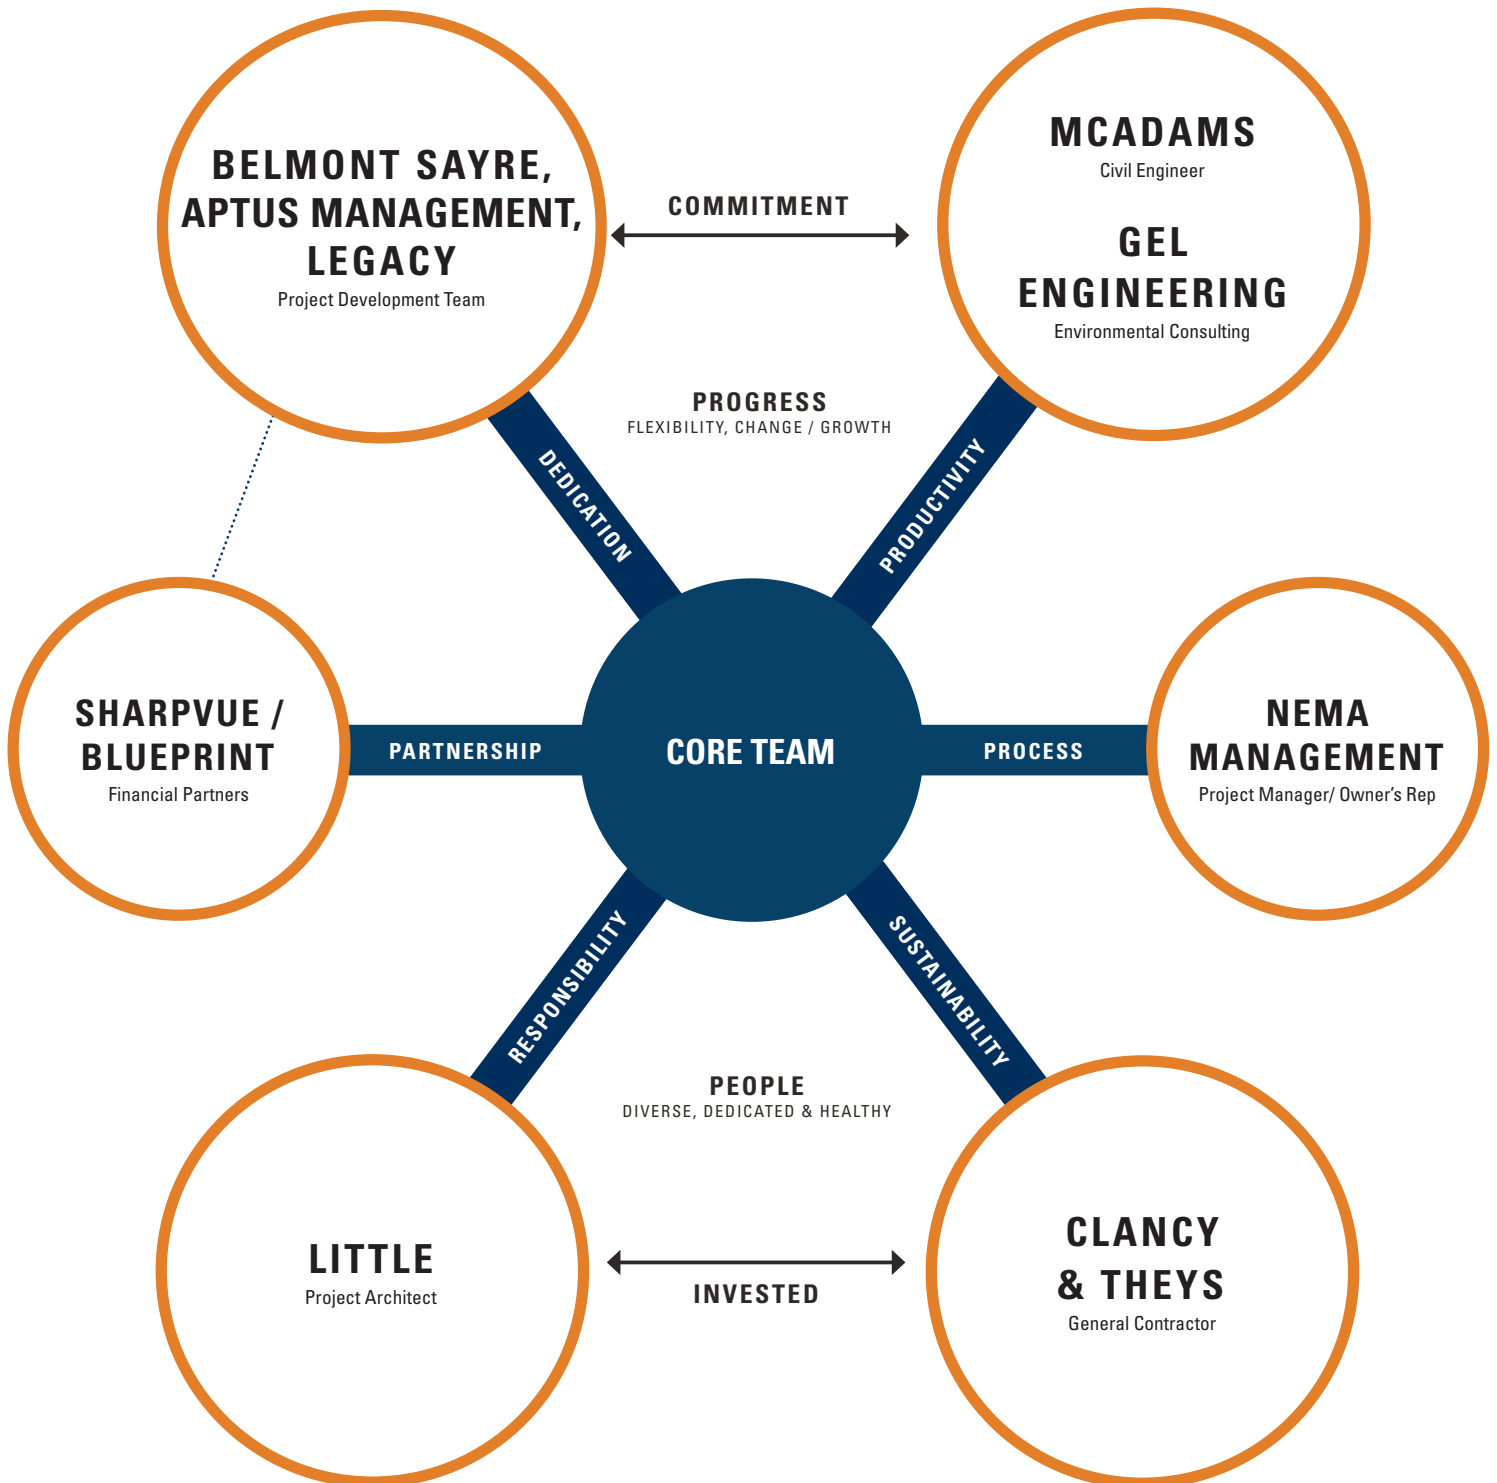 BELMONT SAYRE,
APTUS MANAGEMENT,
LEGACY
Project Development Team
COMMITMENT
MCADAMS
Civil Engineer
GEL
ENGINEERING
Environmental Consulting
PROGRESS
FLEXIBILITY, CHANGE / GROWTH
DEDICATION
PRODUCTIVITY
SHARPVUE /
BLUEPRINT
Financial Partners
PARTNERSHIP
CORE TEAM
PROCESS
NEMA
MANAGEMENT
Project Manager/ Owner’s Rep
RESPONSIBILITY
SUSTAINABILITY
PEOPLE
DIVERSE, DEDICATED & HEALTHY
LITTLE
Project Architect
INVESTED
CLANCY
& THEYS
General Contractor